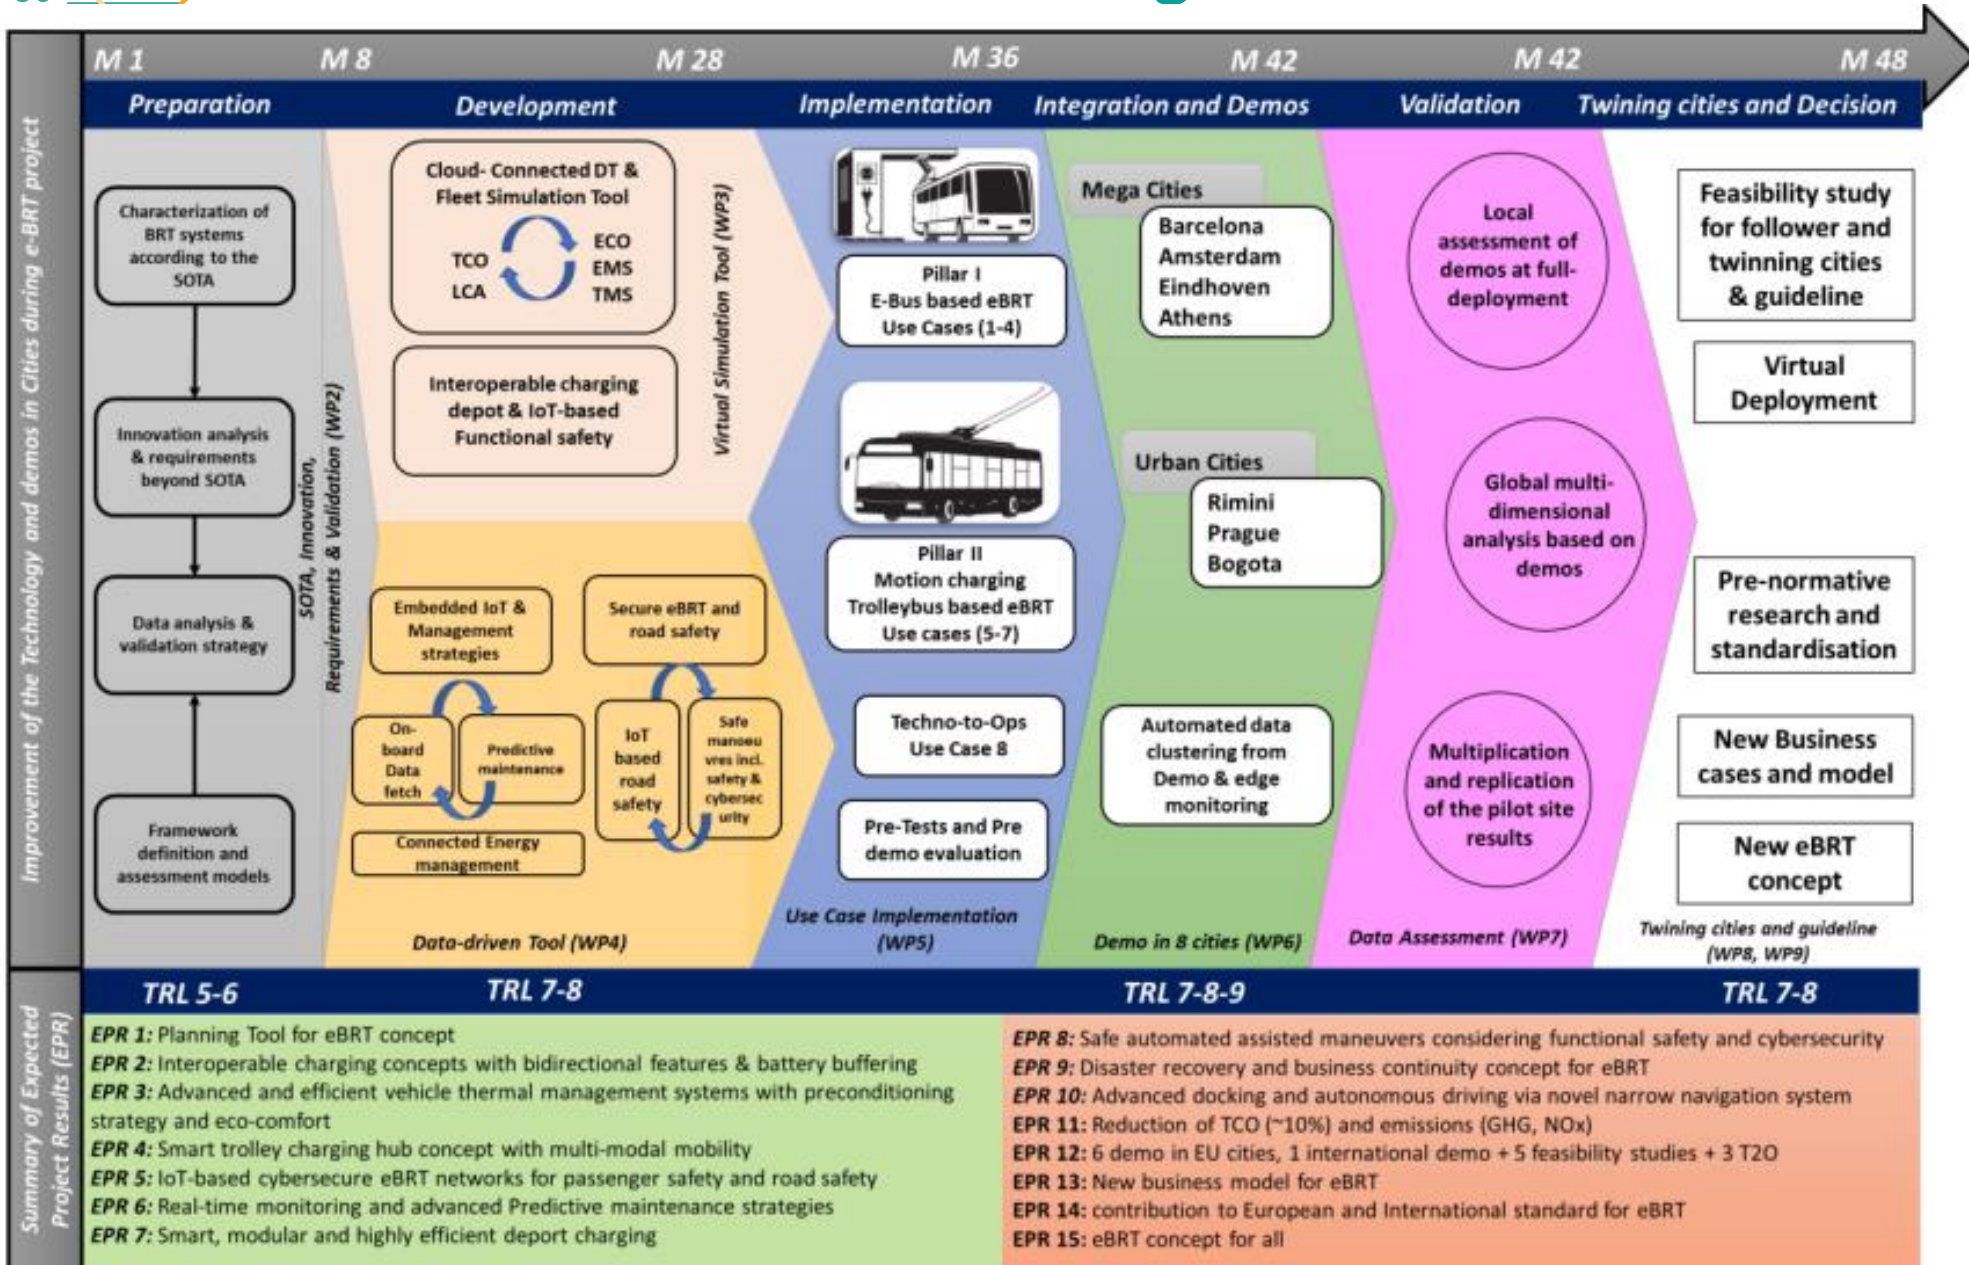 M 1
M 8
M 28
M 36
M 42
M 42
M 48
Preparation
Development
Implementation
Integration and Demos
Validation
Twining cities and Decision
Improvement of the Technology and demos in Cities during e-BRT project
Characterization of
BRT systems
according to the
SOTA
Innovation analysis
& requirements
beyond SOTA
Data analysis &
validation strategy
Framework
definition and
assessment models
SOTA, Innovation,
Requirements & Validation (WP2)
Cloud- Connected DT &
Fleet Simulation Tool
TCO
LCA
ECO
EMS
TMS
Interoperable charging
depot & IoT-based
Functional safety
Virtual Simulation Tool (WP3)
Embedded IoT &
Management
strategies
On-
board
Data
fetch
Predictive
maintenance
Connected Energy
management
Secure eBRT and
road safety
IoT
based
road
safety
Safe
manoeu
vres incl.
safety &
cybersec
urity
Data-driven Tool (WP4)
Pillar I
E-Bus based eBRT
Use Cases (1-4)
Pillar II
Motion charging
Trolleybus based eBRT
Use cases (5-7)
Techno-to-Ops
Use Case 8
Pre-Tests and Pre
demo evaluation
Use Case Implementation
(WP5)
Mega Cities
Barcelona
Amsterdam
Eindhoven
Athens
Urban Cities
Rimini
Prague
Bogota
Automated data
clustering from
Demo & edge
monitoring
Demo in 8 cities (WP6)
Local
assessment of
demos at full-
deployment
Global multi-
dimensional
analysis based on
demos
Multiplication
and replication
of the pilot site
results
Data Assessment (WP7)
Feasibility study
for follower and
twinning cities
& guideline
Virtual
Deployment
Pre-normative
research and
standardisation
New Business
cases and model
New eBRT
concept
Twining cities and guideline
(WP8, WP9)
TRL 5-6
TRL 7-8
TRL 7-8-9
TRL 7-8
Summary of Expected
Project Results (EPR)
EPR 1: Planning Tool for eBRT concept
EPR 2: Interoperable charging concepts with bidirectional features & battery buffering
EPR 3: Advanced and efficient vehicle thermal management systems with preconditioning
strategy and eco-comfort
EPR 4: Smart trolley charging hub concept with multi-modal mobility
EPR 5: IoT-based cybersecure eBRT networks for passenger safety and road safety
EPR 6: Real-time monitoring and advanced Predictive maintenance strategies
EPR 7: Smart, modular and highly efficient deport charging
EPR 8: Safe automated assisted maneuvers considering functional safety and cybersecurity
EPR 9: Disaster recovery and business continuity concept for eBRT
EPR 10: Advanced docking and autonomous driving via novel narrow navigation system
EPR 11: Reduction of TCO (~10%) and emissions (GHG, NOx)
EPR 12: 6 demo in EU cities, 1 international demo + 5 feasibility studies + 3 T2O
EPR 13: New business model for eBRT
EPR 14: contribution to European and International standard for eBRT
EPR 15: eBRT concept for all